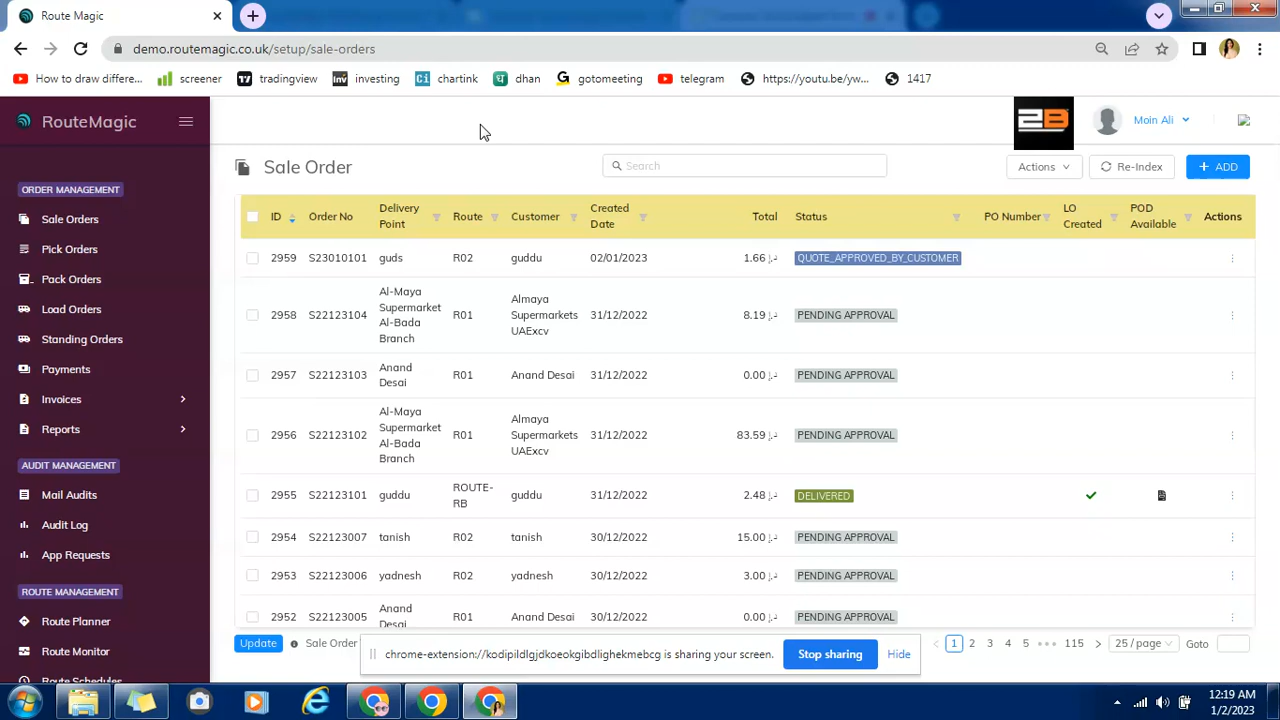 Route Magic
demo.routemagic.co.uk/setup/sale-orders
How to draw differe... screener tradingview investing chartink dhan gotomeeting telegram https://youtu.be/yw... 1417
RouteMagic
2B
Moin Ali
Sale Order
Search
Actions
Re-Index
ADD
ORDER MANAGEMENT
Sale Orders
Pick Orders
Pack Orders
Load Orders
Standing Orders
Payments
Invoices
Reports
AUDIT MANAGEMENT
Mail Audits
Audit Log
App Requests
ROUTE MANAGEMENT
Route Planner
Route Monitor
Route Schedules
ID Order No Delivery Point Route Customer Created Date Total Status PO Number LO Created POD Available Actions
2959 S23010101 guds R02 guddu 02/01/2023 1.66 د.إ QUOTE_APPROVED_BY_CUSTOMER
2958 S22123104 Al-Maya Supermarket Al-Bada Branch R01 Almaya Supermarkets UAExcv 31/12/2022 8.19 د.إ PENDING APPROVAL
2957 S22123103 Anand Desai R01 Anand Desai 31/12/2022 0.00 د.إ PENDING APPROVAL
2956 S22123102 Al-Maya Supermarket Al-Bada Branch R01 Almaya Supermarkets UAExcv 31/12/2022 83.59 د.إ PENDING APPROVAL
2955 S22123101 guddu ROUTE-RB guddu 31/12/2022 2.48 د.إ DELIVERED
2954 S22123007 tanish R02 tanish 30/12/2022 15.00 د.إ PENDING APPROVAL
2953 S22123006 yadnesh R02 yadnesh 30/12/2022 3.00 د.إ PENDING APPROVAL
2952 S22123005 Anand Desai R01 Anand Desai 30/12/2022 0.00 د.إ PENDING APPROVAL
Update Sale Order
1 2 3 4 5 ••• 115 25 / page Goto
chrome-extension://kodipildlgjdkoeokgibdlighekmebcg is sharing your screen. Stop sharing Hide
12:19 AM
1/2/2023